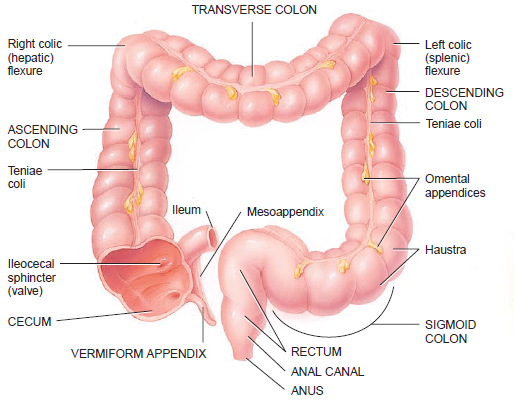 TRANSVERSE COLON
Right colic
(hepatic)
flexure
Left colic
(splenic)
flexure
DESCENDING
COLON
Teniae coli
ASCENDING
COLON
Teniae
coli
Omental
appendices
Ileum
Mesoappendix
Haustra
Ileocecal
sphincter
(valve)
CECUM
SIGMOID
COLON
VERMIFORM APPENDIX
RECTUM
ANAL CANAL
ANUS